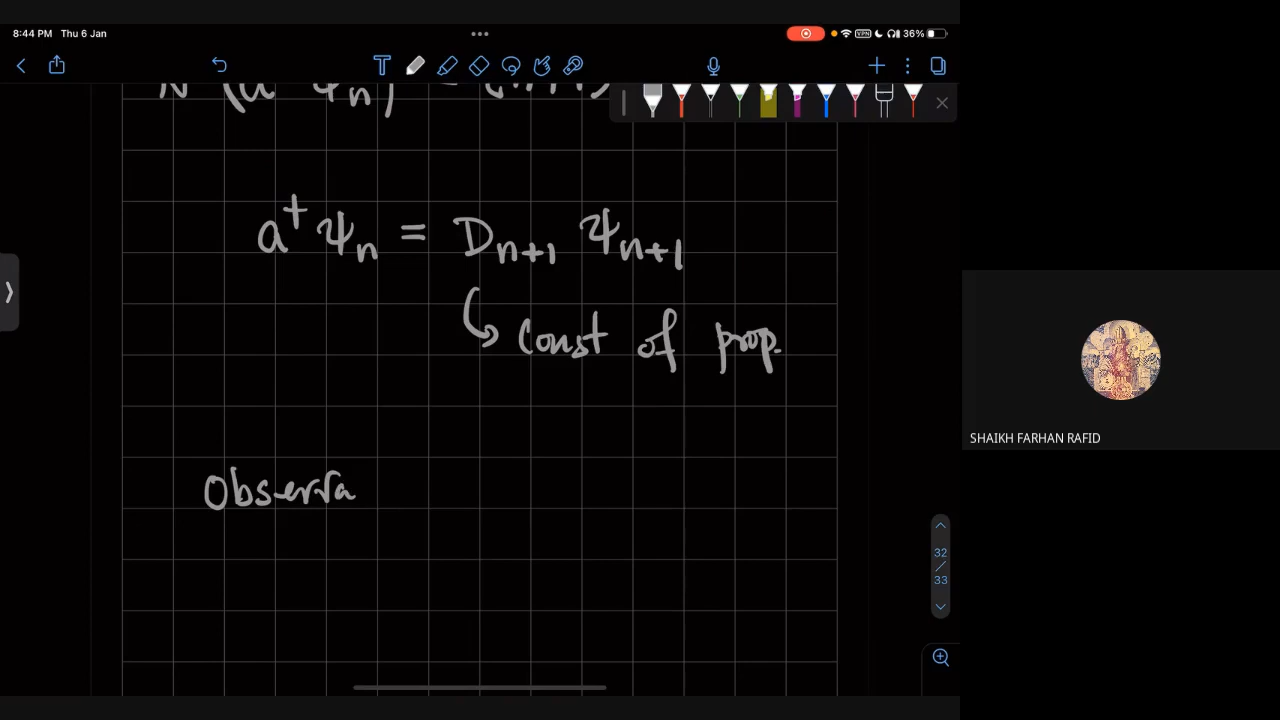 8:44 PM Thu 6 Jan
VPN 36%
a† ψn = Dn+1 ψn+1
↳ const of prop.
Observa
SHAIKH FARHAN RAFID
32
/
33